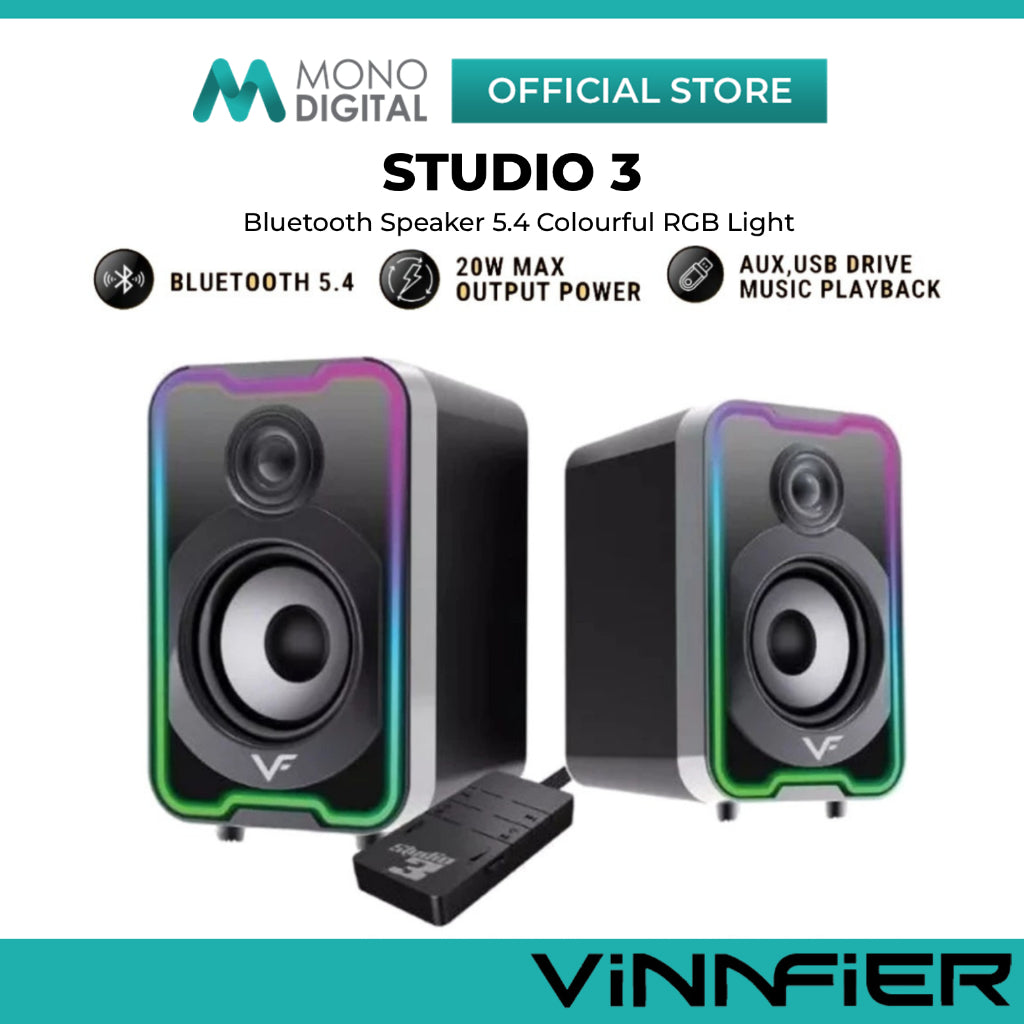 MONO
DIGITAL
OFFICIAL STORE
STUDIO 3
Bluetooth Speaker 5.4 Colourful RGB Light
BLUETOOTH 5.4
20W MAX
OUTPUT POWER
AUX,USB DRIVE
MUSIC PLAYBACK
VF
VF
Studio
3
ViNNFiER